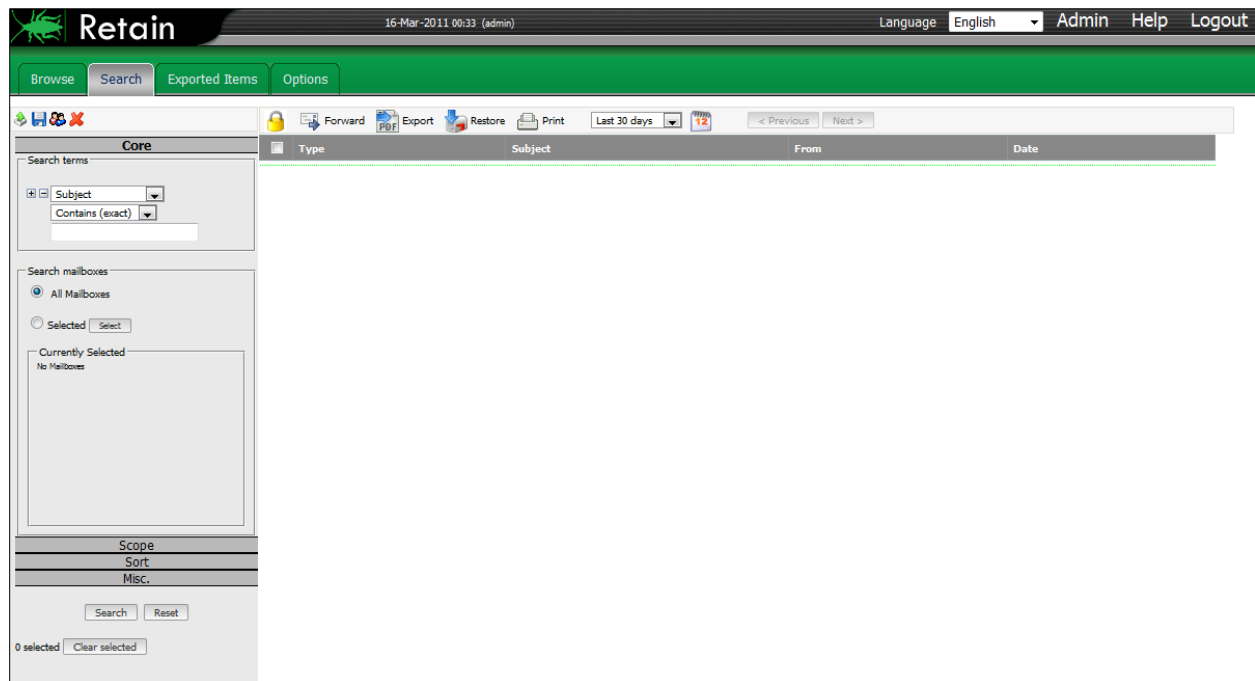 Retain 16-Mar-2011 00:33 (admin) Language English Admin Help Logout
Browse Search Exported Items Options
Forward PDF Export Restore Print Last 30 days 12 < Previous Next >
Core
Type Subject From Date
Search terms
Subject
Contains (exact)
Search mailboxes
All Mailboxes
Selected Select
Currently Selected
No Mailboxes
Scope
Sort
Misc.
Search Reset
0 selected Clear selected